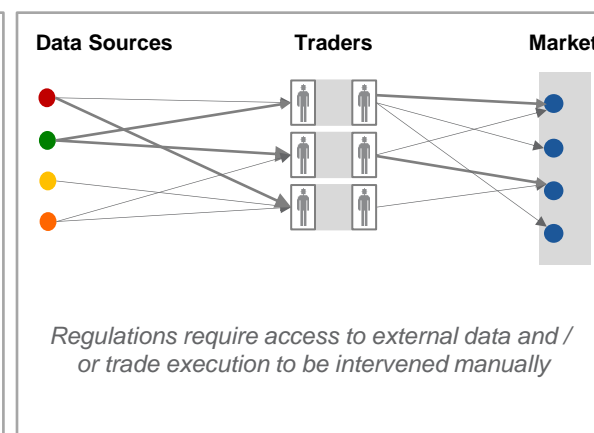 Data Sources Traders Market
Regulations require access to external data and /
or trade execution to be intervened manually